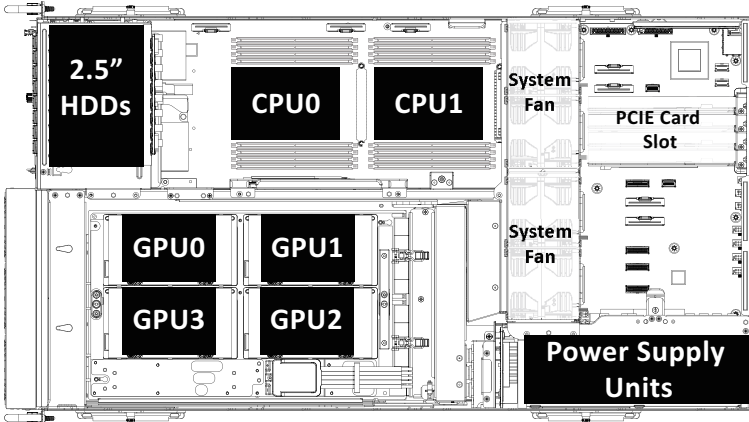 2.5”
HDDs
CPU0
CPU1
System
Fan
PCIE Card
Slot
GPU0
GPU1
System
Fan
GPU3
GPU2
Power Supply
Units